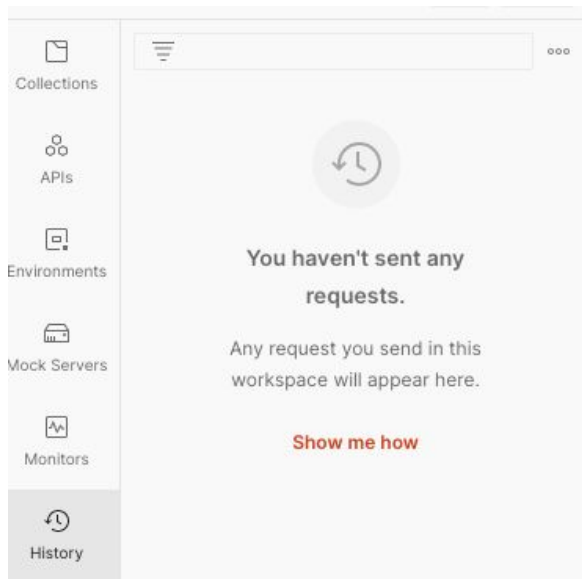 Collections
APIs
Environments
Mock Servers
Monitors
History
You haven't sent any
requests.
Any request you send in this
workspace will appear here.
Show me how